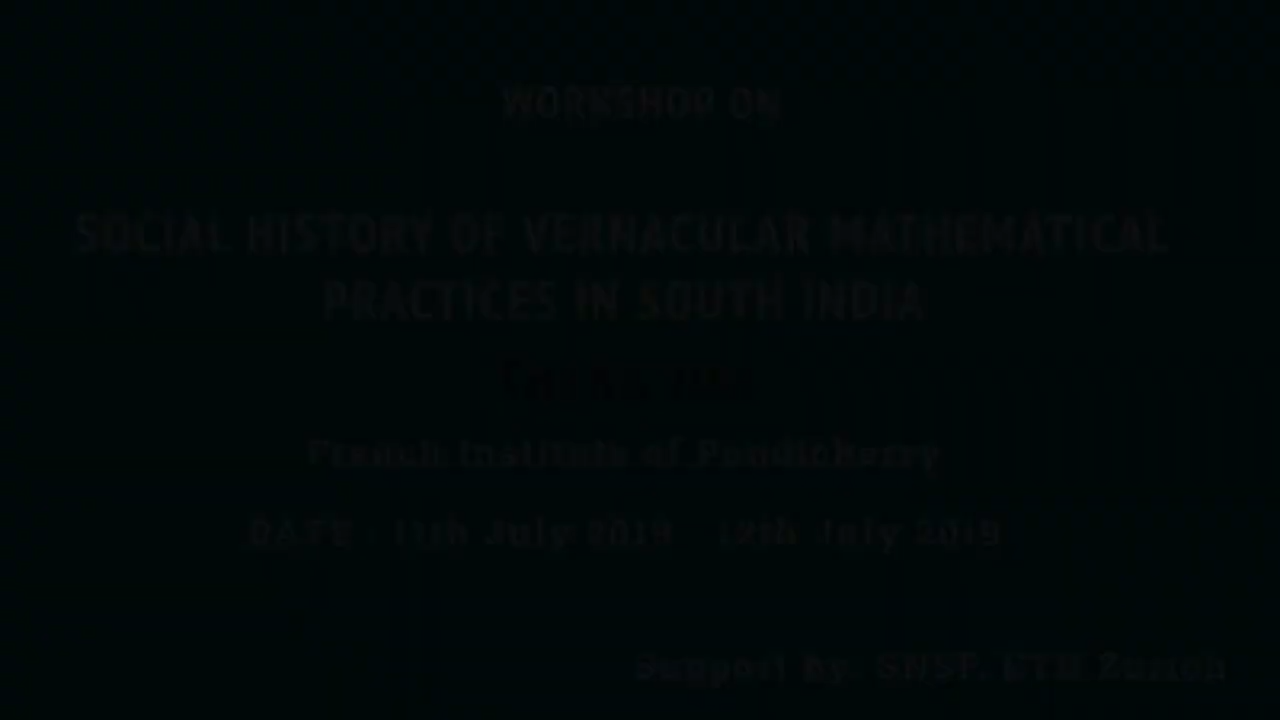 WORKSHOP ON
SOCIAL HISTORY OF VERNACULAR MATHEMATICAL
PRACTICES IN SOUTH INDIA
French Institute of Pondicherry
DATE : 11th July 2019 - 12th July 2019
Support by. SNSF, ETH Zurich